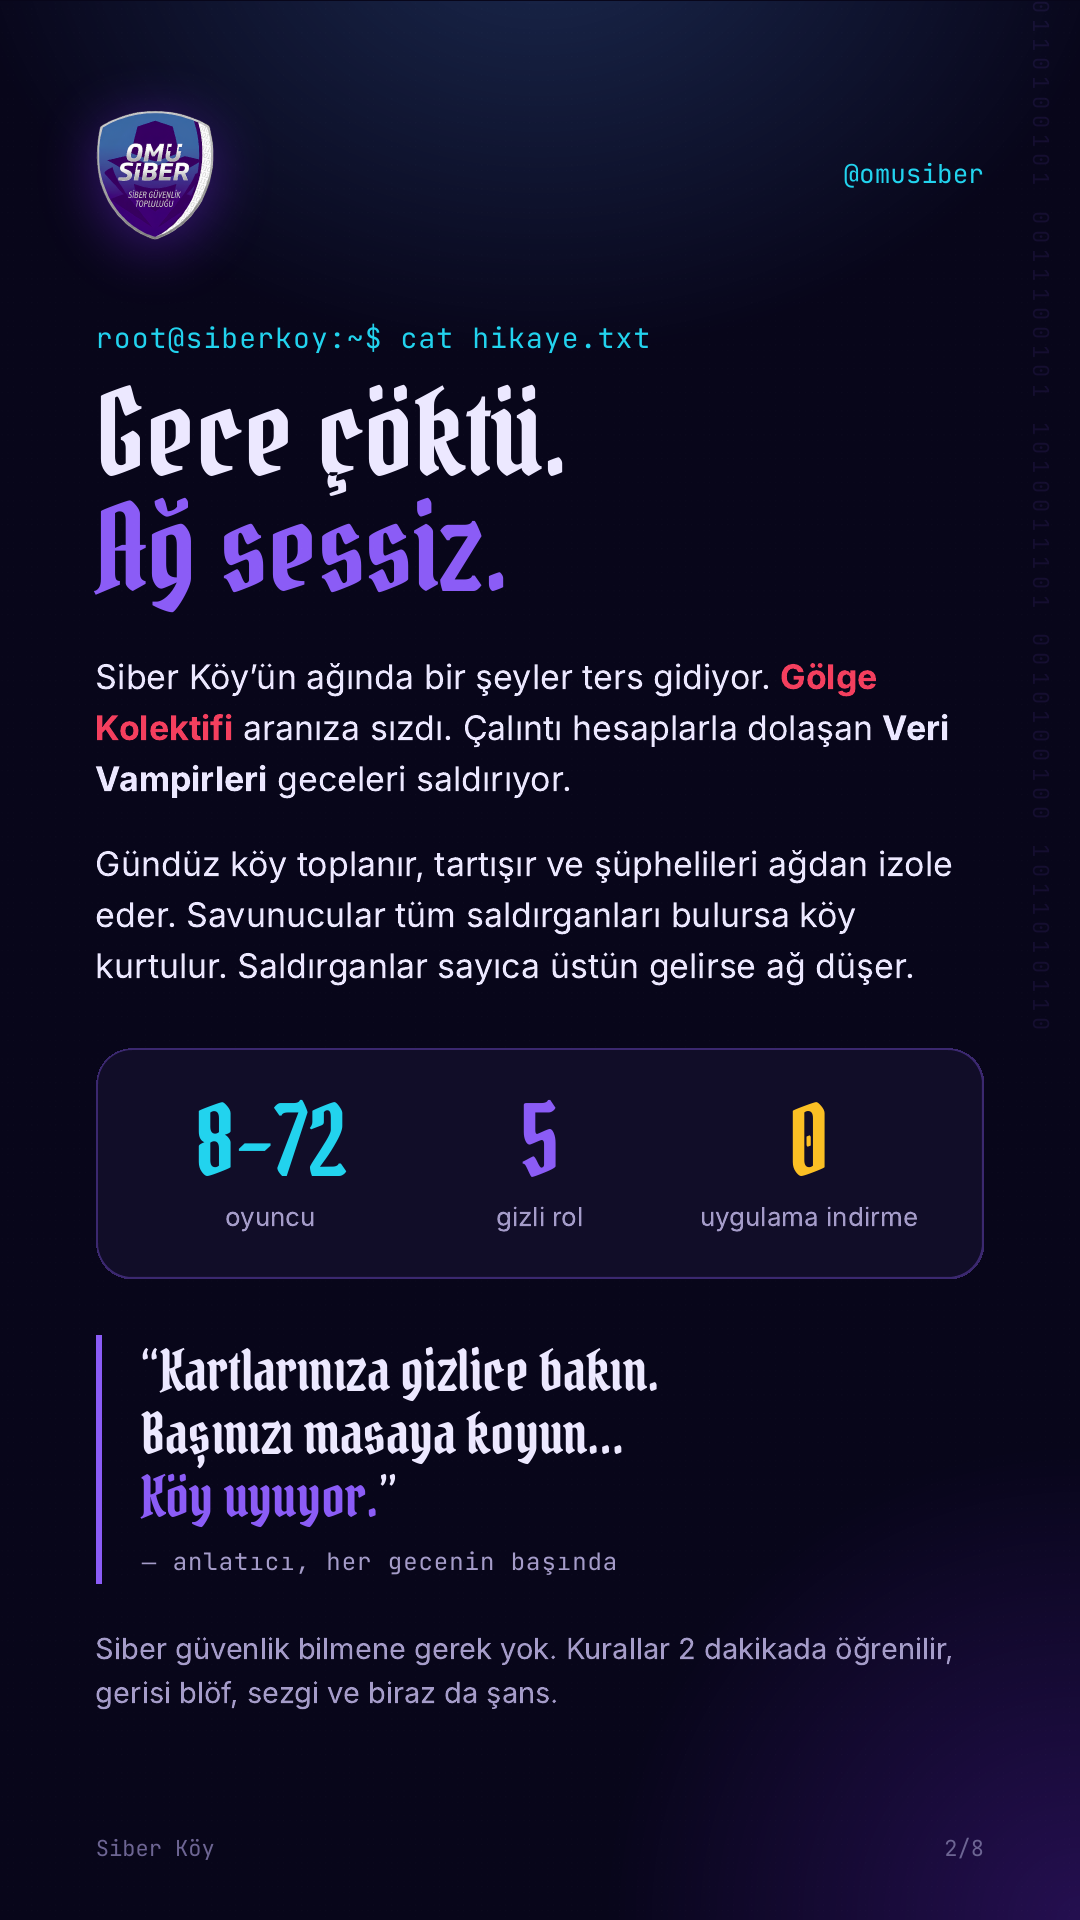 OMÜ
SİBER
SİBER GÜVENLİK
TOPLULUĞU
@omusiber
root@siberkoy:~$ cat hikaye.txt
Gece çöktü.
Ağ sessiz.
Siber Köy’ün ağında bir şeyler ters gidiyor. Gölge
Kolektifi aranıza sızdı. Çalıntı hesaplarla dolaşan Veri
Vampirleri geceleri saldırıyor.
Gündüz köy toplanır, tartışır ve şüphelileri ağdan izole
eder. Savunucular tüm saldırganları bulursa köy
kurtulur. Saldırganlar sayıca üstün gelirse ağ düşer.
8–72 5 0
oyuncu gizli rol uygulama indirme
“Kartlarınıza gizlice bakın.
Başınızı masaya koyun...
Köy uyuyor.”
— anlatıcı, her gecenin başında
Siber güvenlik bilmene gerek yok. Kurallar 2 dakikada öğrenilir,
gerisi blöf, sezgi ve biraz da şans.
Siber Köy 2/8